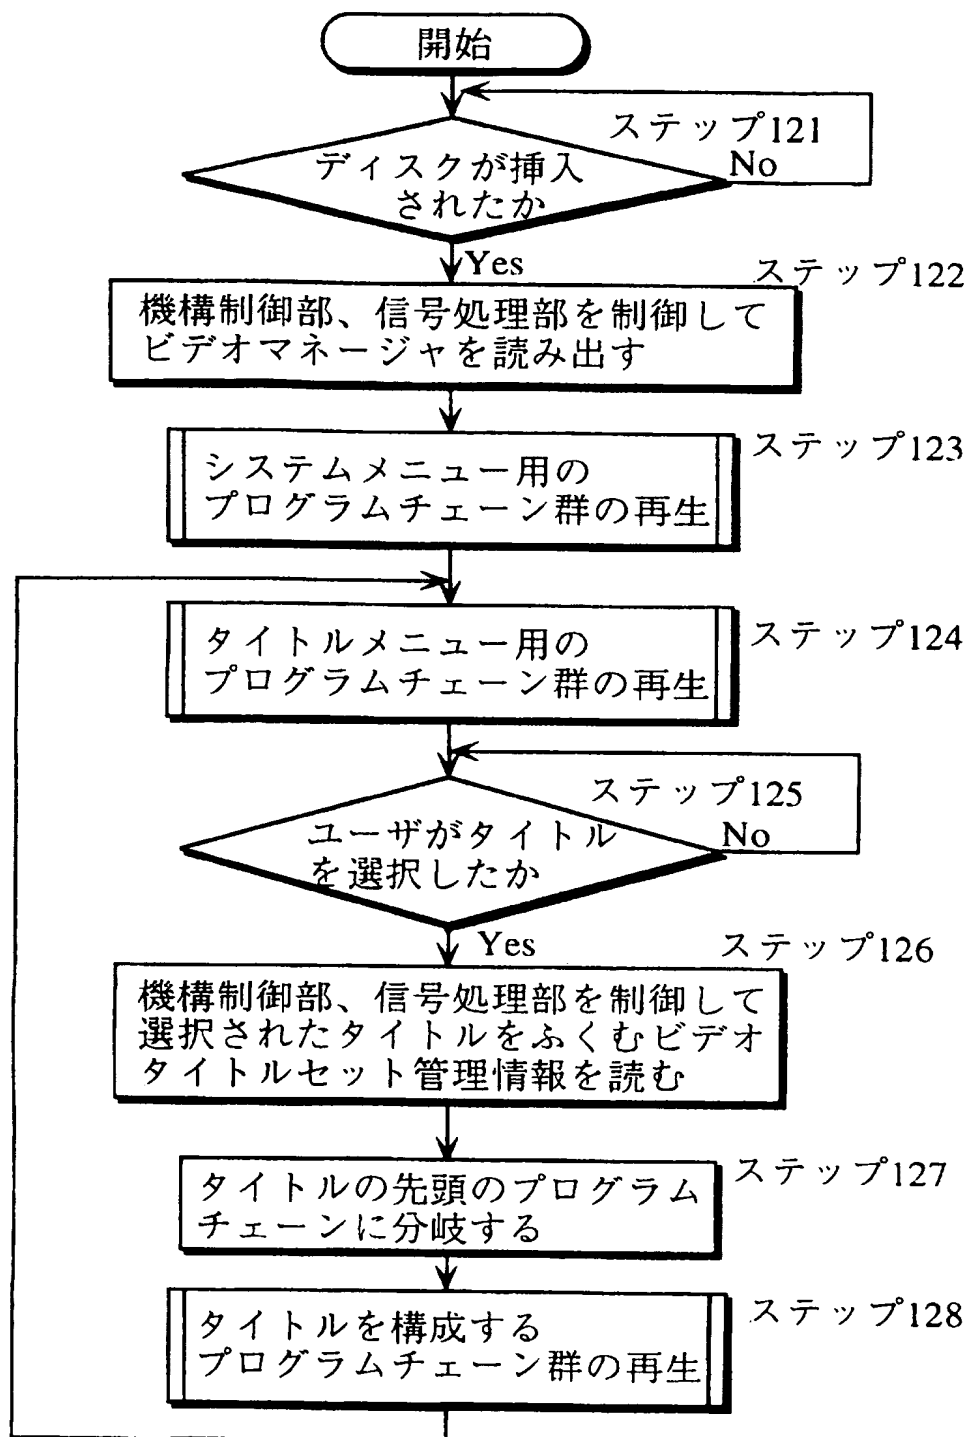 開始
ステップ121
No
ディスクが挿入
されたか
Yes
ステップ122
機構制御部、信号処理部を制御して
ビデオマネージャを読み出す
ステップ123
システムメニュー用の
プログラムチェーン群の再生
ステップ124
タイトルメニュー用の
プログラムチェーン群の再生
ステップ125
No
ユーザがタイトル
を選択したか
Yes
ステップ126
機構制御部、信号処理部を制御して
選択されたタイトルをふくむビデオ
タイトルセット管理情報を読む
ステップ127
タイトルの先頭のプログラム
チェーンに分岐する
ステップ128
タイトルを構成する
プログラムチェーン群の再生